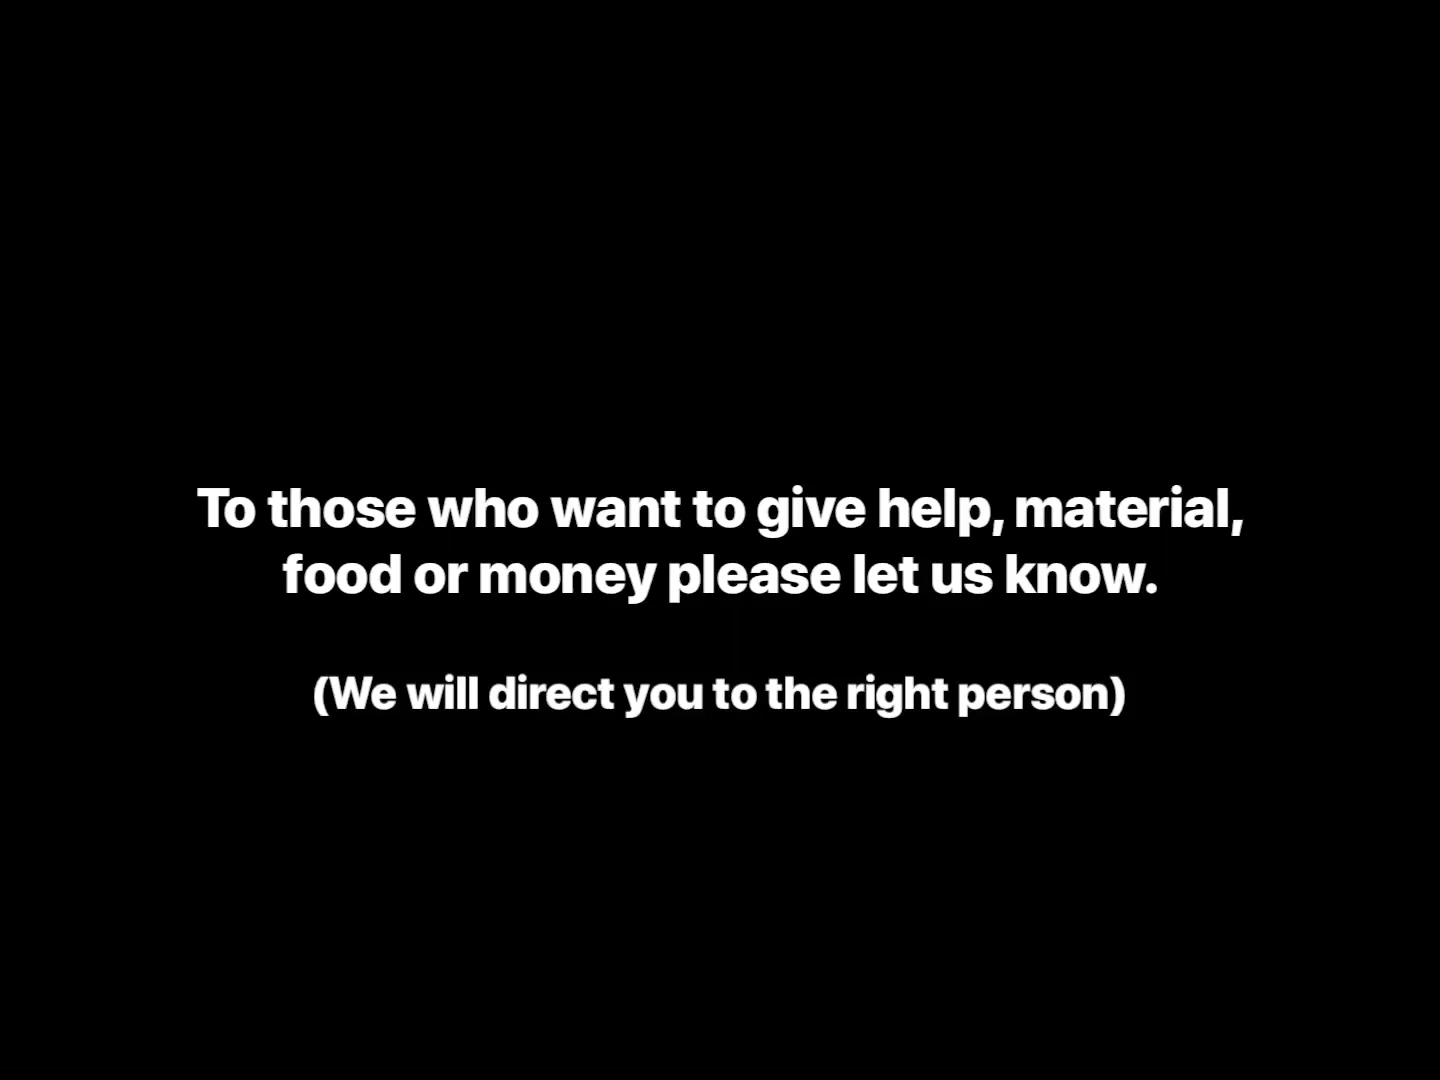 To those who want to give help, material,
food or money please let us know.
(We will direct you to the right person)